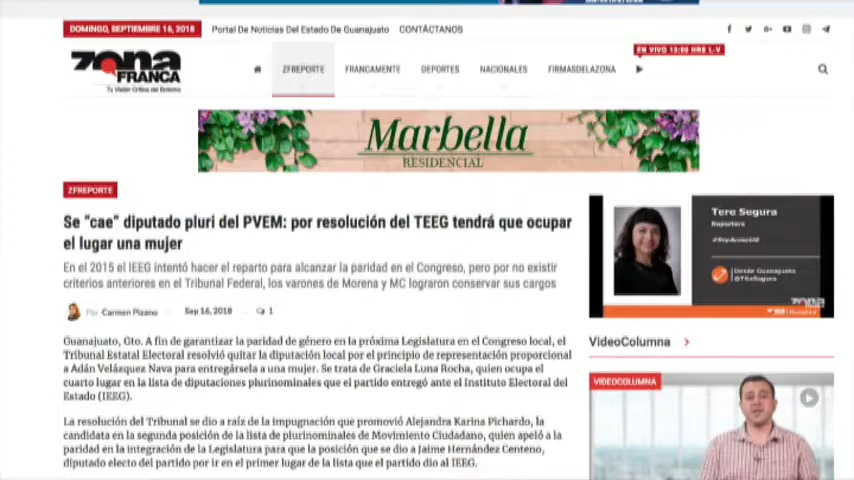 DOMINGO, SEPTIEMBRE 16, 2018
Portal De Noticias Del Estado De Guanajuato CONTÁCTANOS
EN VIVO 13:00 HRS L-V
ZONA FRANCA
Tu Visión Crítica del Entorno
ZFREPORTE FRANCAMENTE DEPORTES NACIONALES FIRMASDELAZONA
Marbella
RESIDENCIAL
ZFREPORTE
Se “cae” diputado pluri del PVEM: por resolución del TEEG tendrá que ocupar
el lugar una mujer
En el 2015 el IEEG intentó hacer el reparto para alcanzar la paridad en el Congreso, pero por no existir
criterios anteriores en el Tribunal Federal, los varones de Morena y MC lograron conservar sus cargos
Por Carmen Pizano Sep 16, 2018 1
Guanajuato, Gto. A fin de garantizar la paridad de género en la próxima Legislatura en el Congreso local, el
Tribunal Estatal Electoral resolvió quitar la diputación local por el principio de representación proporcional
a Adán Velázquez Nava para entregársela a una mujer. Se trata de Graciela Luna Rocha, quien ocupa el
cuarto lugar en la lista de diputaciones plurinominales que el partido entregó ante el Instituto Electoral del
Estado (IEEG).
La resolución del Tribunal se dio a raíz de la impugnación que promovió Alejandra Karina Pichardo, la
candidata en la segunda posición de la lista de plurinominales de Movimiento Ciudadano, quien apeló a la
paridad en la integración de la Legislatura para que la posición que se dio a Jaime Hernández Centeno,
diputado electo del partido por ir en el primer lugar de la lista que el partido dio al IEEG.
Tere Segura
Reportera
Desde Guanajuato
@TReSegura
ZONA
VideoColumna
VIDEOCOLUMNA